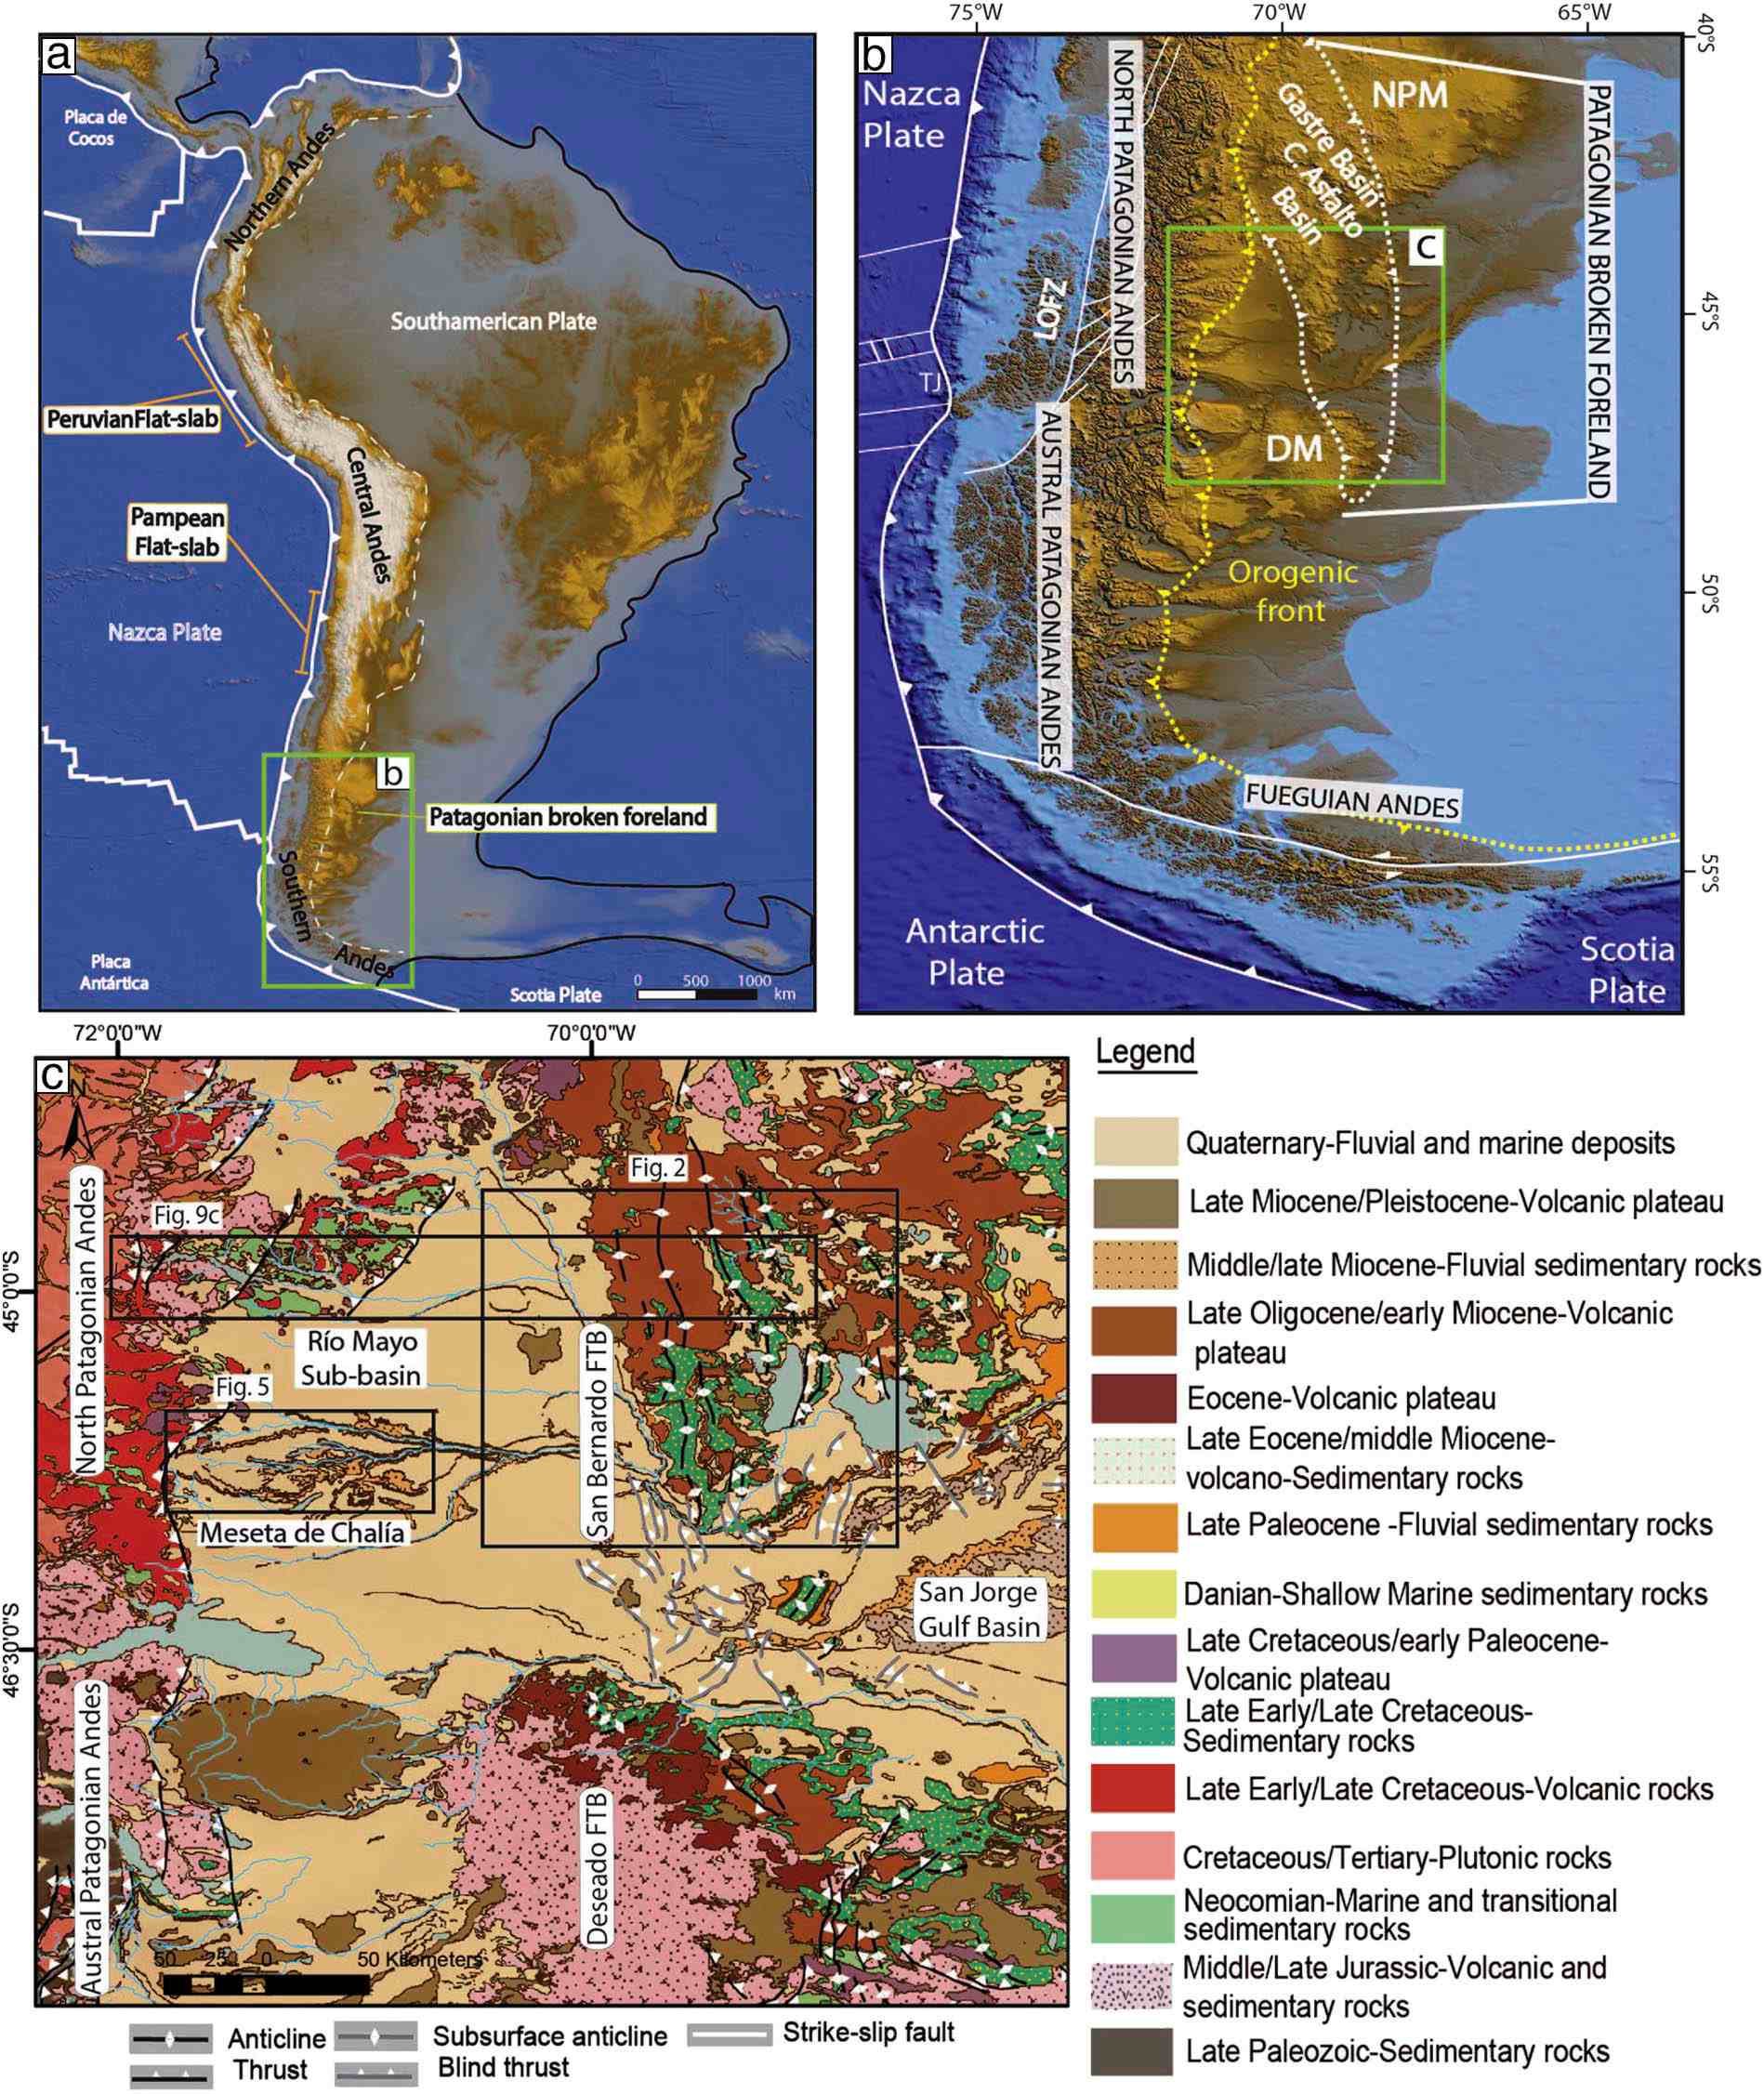 a
Placa de
Cocos
Northern Andes
Southamerican Plate
PeruvianFlat-slab
Central Andes
Pampean
Flat-slab
Nazca Plate
b
Patagonian broken foreland
Southern
Andes
Placa
Antártica
Scotia Plate
0 500 1000
km
75°W 70°W 65°W
40°S
45°S
50°S
55°S
b
Nazca
Plate
NORTH PATAGONIAN ANDES
Gastre Basin
C. Asfalto
Basin
NPM
PATAGONIAN BROKEN FORELAND
c
LOFZ
TJ
DM
AUSTRAL PATAGONIAN ANDES
Orogenic
front
FUEGUIAN ANDES
Antarctic
Plate
Scotia
Plate
72°0'0"W 70°0'0"W
45°0'0"S
46°30'0"S
c
N
Fig. 2
Fig. 9c
North Patagonian Andes
Río Mayo
Sub-basin
Fig. 5
San Bernardo FTB
Meseta de Chalía
San Jorge
Gulf Basin
Austral Patagonian Andes
Deseado FTB
50 25 0 50 Kilometers
Anticline
Thrust
Subsurface anticline
Blind thrust
Strike-slip fault
Legend
Quaternary-Fluvial and marine deposits
Late Miocene/Pleistocene-Volcanic plateau
Middle/late Miocene-Fluvial sedimentary rocks
Late Oligocene/early Miocene-Volcanic
plateau
Eocene-Volcanic plateau
Late Eocene/middle Miocene-
volcano-Sedimentary rocks
Late Paleocene -Fluvial sedimentary rocks
Danian-Shallow Marine sedimentary rocks
Late Cretaceous/early Paleocene-
Volcanic plateau
Late Early/Late Cretaceous-
Sedimentary rocks
Late Early/Late Cretaceous-Volcanic rocks
Cretaceous/Tertiary-Plutonic rocks
Neocomian-Marine and transitional
sedimentary rocks
Middle/Late Jurassic-Volcanic and
sedimentary rocks
Late Paleozoic-Sedimentary rocks